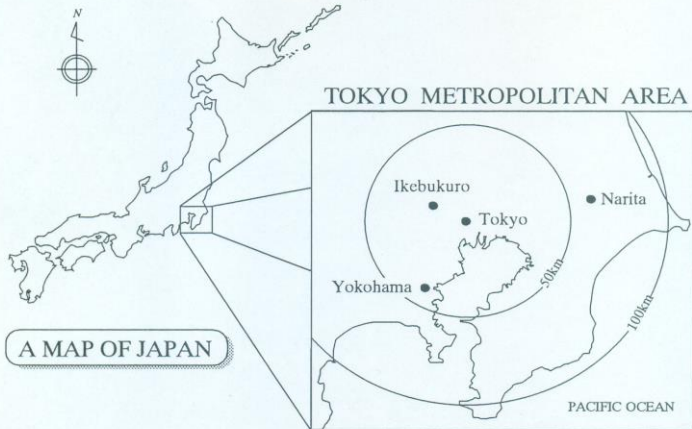 N
TOKYO METROPOLITAN AREA
Ikebukuro
Narita
Tokyo
50km
Yokohama
100km
A MAP OF JAPAN
PACIFIC OCEAN